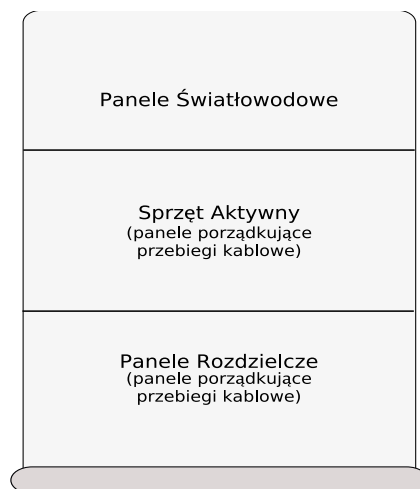 Panele Światłowodowe
Sprzęt Aktywny
(panele porządkujące
przebiegi kablowe)
Panele Rozdzielcze
(panele porządkujące
przebiegi kablowe)